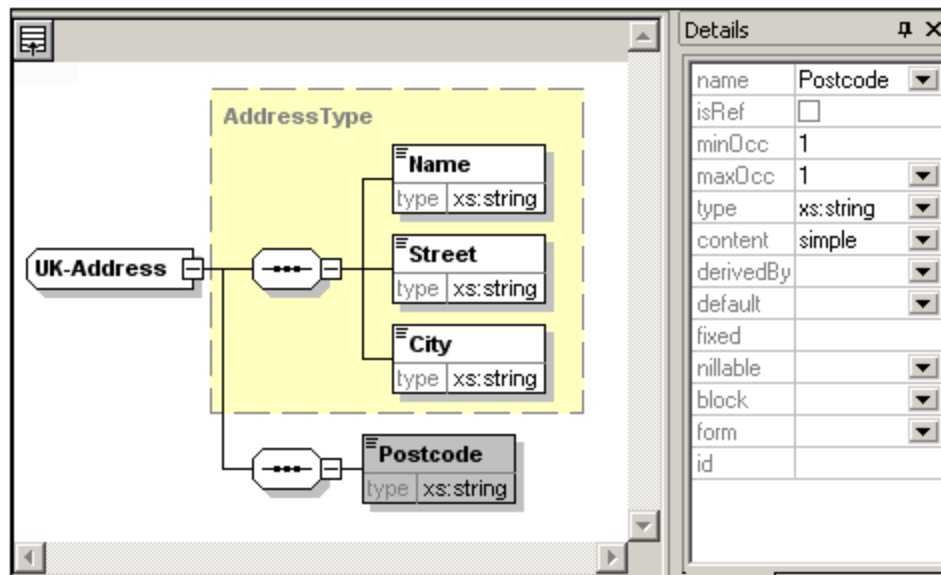 AddressType
Name
type xs:string
UK-Address
Street
type xs:string
City
type xs:string
Postcode
type xs:string
Details
name Postcode
isRef
minOcc 1
maxOcc 1
type xs:string
content simple
derivedBy
default
fixed
nillable
block
form
id